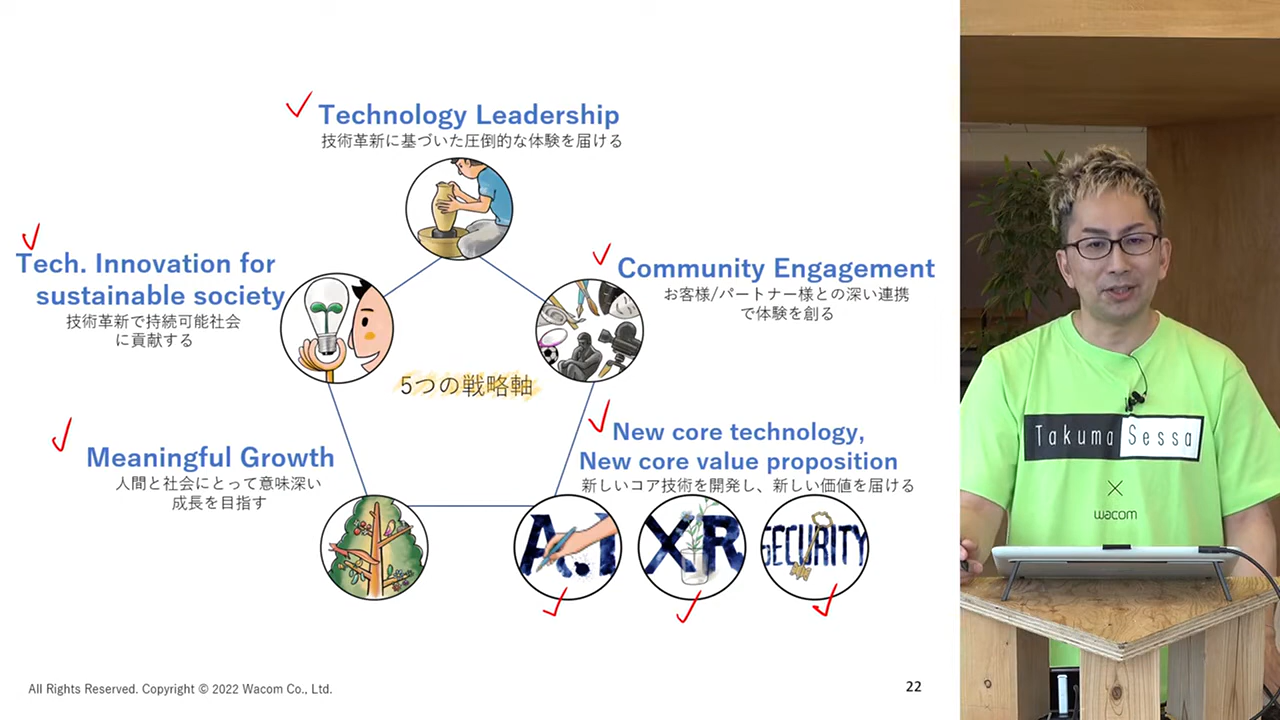 Technology Leadership
技術革新に基づいた圧倒的な体験を届ける
Tech. Innovation for
sustainable society
技術革新で持続可能社会
に貢献する
Community Engagement
お客様/パートナー様との深い連携
で体験を創る
5つの戦略軸
Meaningful Growth
人間と社会にとって意味深い
成長を目指す
New core technology,
New core value proposition
新しいコア技術を開発し、新しい価値を届ける
A.I
XR
SECURITY
All Rights Reserved. Copyright © 2022 Wacom Co., Ltd.
22
Takuma Sessa
×
wacom